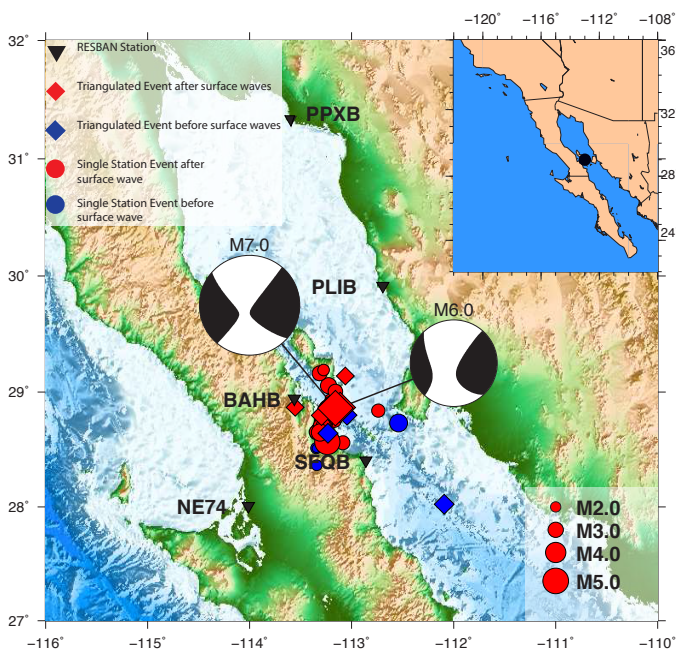 −120° −116° −112° −108°
32°
36
RESBAN Station
Triangulated Event after surface waves
PPXB
32
Triangulated Event before surface waves
31°
Single Station Event after
surface wave
28
Single Station Event before
surface wave
24
M7.0
30°
PLIB
M6.0
29°
BAHB
SFQB
28°
NE74
M2.0
M3.0
M4.0
M5.0
27°
−116° −115° −114° −113° −112° −111° −110°